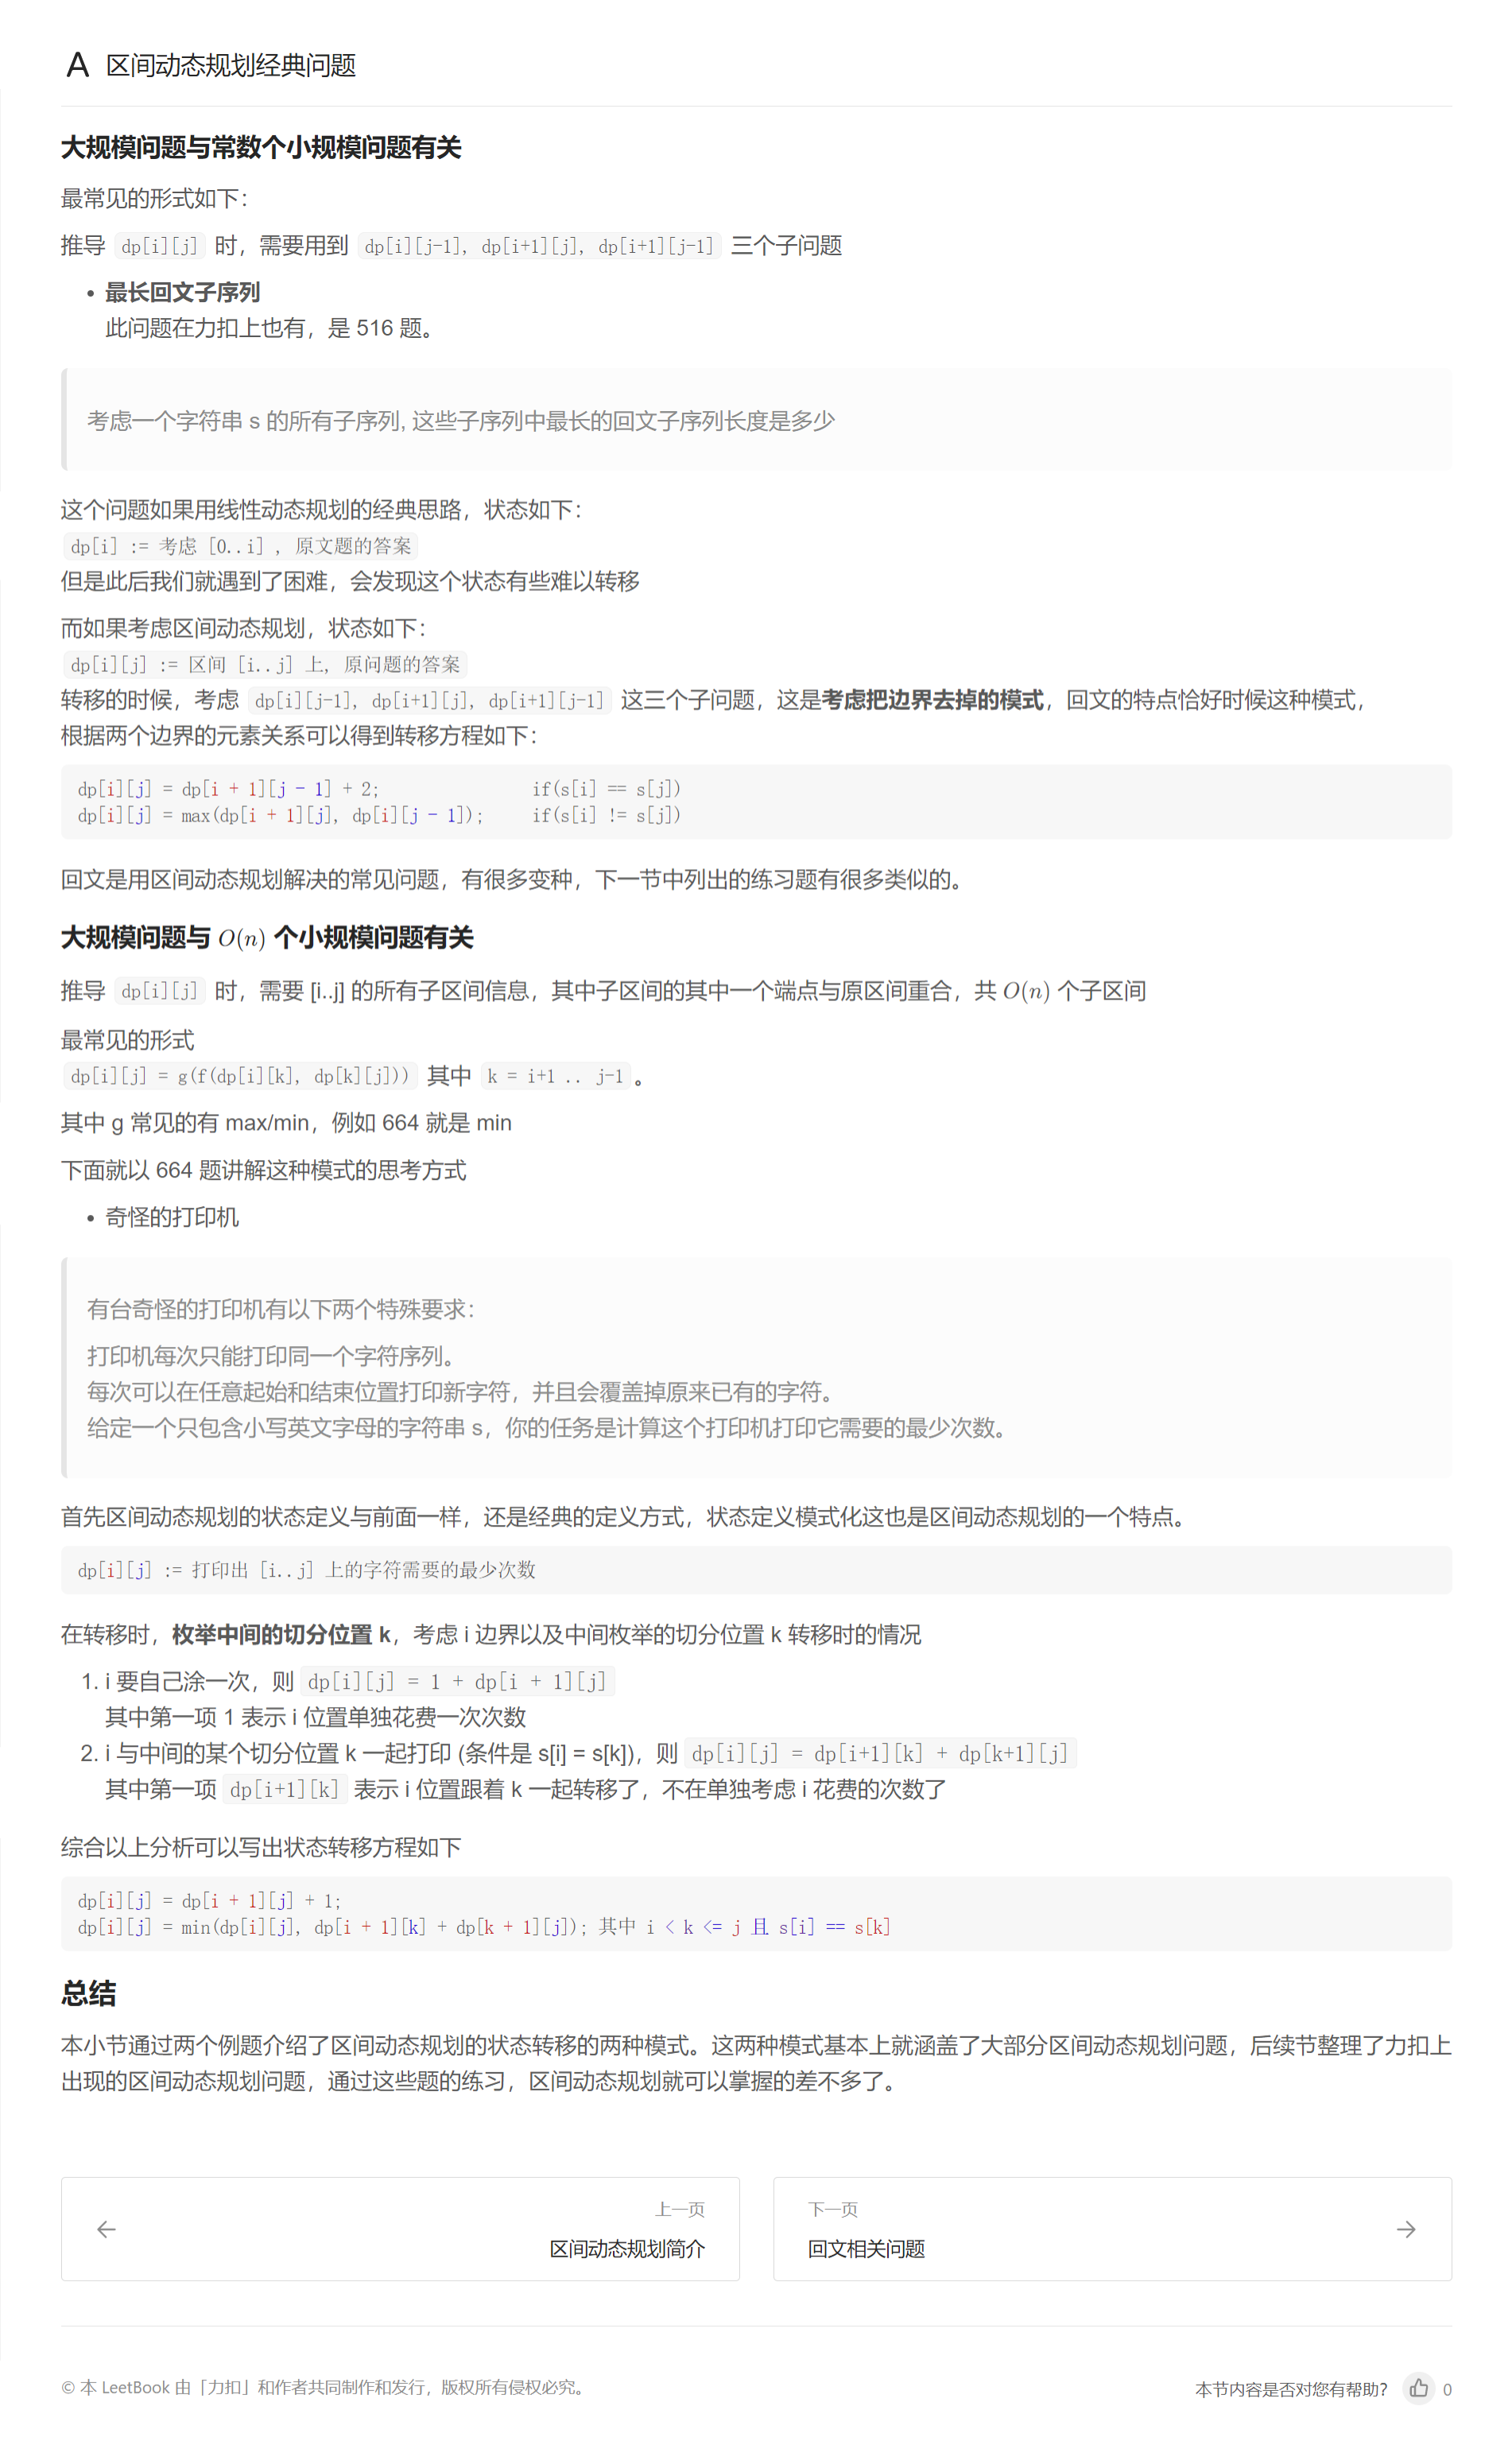 A 区间动态规划经典问题
大规模问题与常数个小规模问题有关
最常见的形式如下：
推导 dp[i][j] 时，需要用到 dp[i][j-1], dp[i+1][j], dp[i+1][j-1] 三个子问题
• 最长回文子序列
此问题在力扣上也有，是 516 题。
考虑一个字符串 s 的所有子序列, 这些子序列中最长的回文子序列长度是多少
这个问题如果用线性动态规划的经典思路，状态如下：
dp[i] := 考虑 [0..i] , 原文题的答案
但是此后我们就遇到了困难，会发现这个状态有些难以转移
而如果考虑区间动态规划，状态如下：
dp[i][j] := 区间 [i..j] 上, 原问题的答案
转移的时候，考虑 dp[i][j-1], dp[i+1][j], dp[i+1][j-1] 这三个子问题，这是考虑把边界去掉的模式，回文的特点恰好时候这种模式，
根据两个边界的元素关系可以得到转移方程如下：
dp[i][j] = dp[i + 1][j - 1] + 2; if(s[i] == s[j])
dp[i][j] = max(dp[i + 1][j], dp[i][j - 1]); if(s[i] != s[j])
回文是用区间动态规划解决的常见问题，有很多变种，下一节中列出的练习题有很多类似的。
大规模问题与 O(n) 个小规模问题有关
推导 dp[i][j] 时，需要 [i..j] 的所有子区间信息，其中子区间的其中一个端点与原区间重合，共 O(n) 个子区间
最常见的形式
dp[i][j] = g(f(dp[i][k], dp[k][j])) 其中 k = i+1 .. j-1 。
其中 g 常见的有 max/min，例如 664 就是 min
下面就以 664 题讲解这种模式的思考方式
• 奇怪的打印机
有台奇怪的打印机有以下两个特殊要求：
打印机每次只能打印同一个字符序列。
每次可以在任意起始和结束位置打印新字符，并且会覆盖掉原来已有的字符。
给定一个只包含小写英文字母的字符串 s，你的任务是计算这个打印机打印它需要的最少次数。
首先区间动态规划的状态定义与前面一样，还是经典的定义方式，状态定义模式化这也是区间动态规划的一个特点。
dp[i][j] := 打印出 [i..j] 上的字符需要的最少次数
在转移时，枚举中间的切分位置 k，考虑 i 边界以及中间枚举的切分位置 k 转移时的情况
1. i 要自己涂一次，则 dp[i][j] = 1 + dp[i + 1][j]
其中第一项 1 表示 i 位置单独花费一次次数
2. i 与中间的某个切分位置 k 一起打印 (条件是 s[i] = s[k])，则 dp[i][j] = dp[i+1][k] + dp[k+1][j]
其中第一项 dp[i+1][k] 表示 i 位置跟着 k 一起转移了，不在单独考虑 i 花费的次数了
综合以上分析可以写出状态转移方程如下
dp[i][j] = dp[i + 1][j] + 1;
dp[i][j] = min(dp[i][j], dp[i + 1][k] + dp[k + 1][j]); 其中 i < k <= j 且 s[i] == s[k]
总结
本小节通过两个例题介绍了区间动态规划的状态转移的两种模式。这两种模式基本上就涵盖了大部分区间动态规划问题，后续节整理了力扣上
出现的区间动态规划问题，通过这些题的练习，区间动态规划就可以掌握的差不多了。
上一页
区间动态规划简介
下一页
回文相关问题
© 本 LeetBook 由「力扣」和作者共同制作和发行，版权所有侵权必究。
本节内容是否对您有帮助? 0